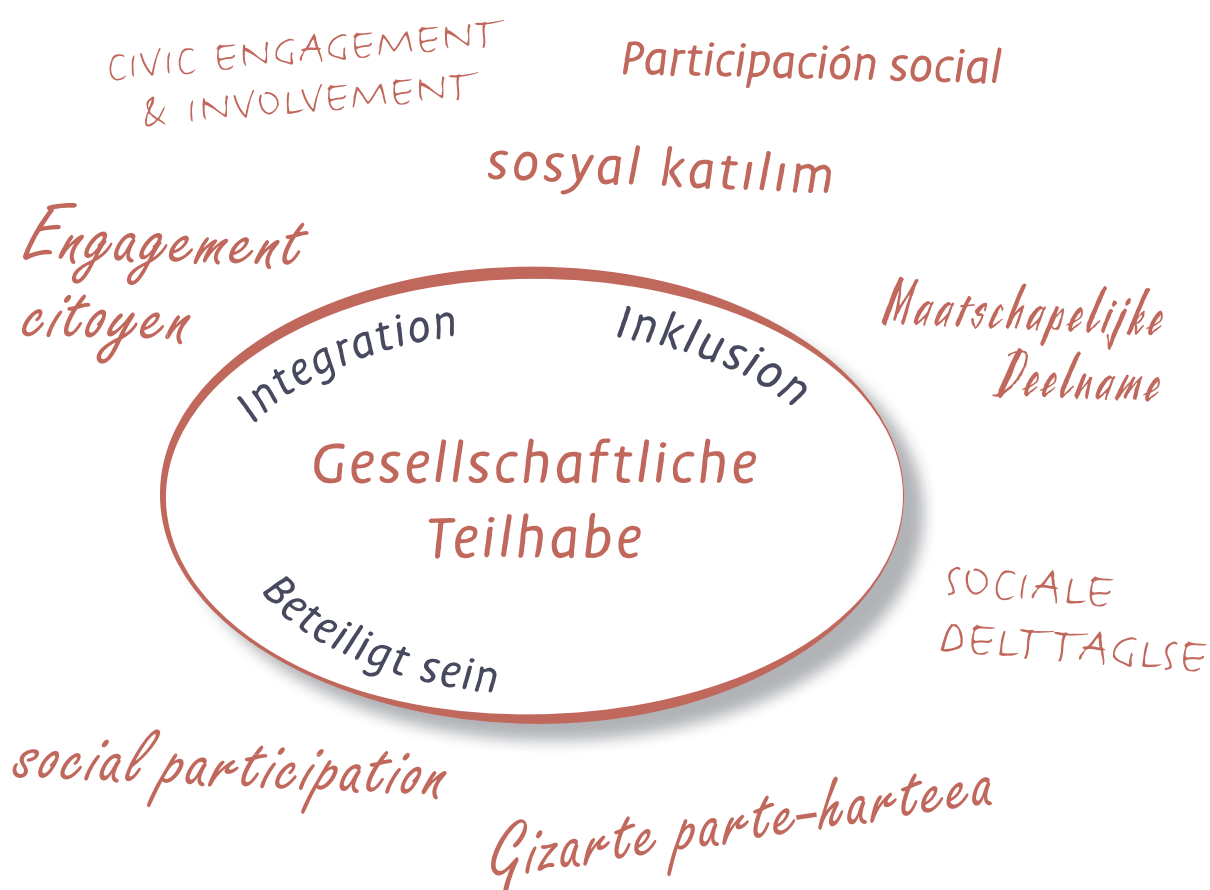 CIVIC ENGAGEMENT
& INVOLVEMENT
Participación social
sosyal katılım
Engagement
citoyen
Maatschapelijke
Deelname
Integration
Inklusion
Gesellschaftliche
Teilhabe
Beteiligt sein
SOCIALE
DELTTAGLSE
social participation
Gizarte parte-harteea